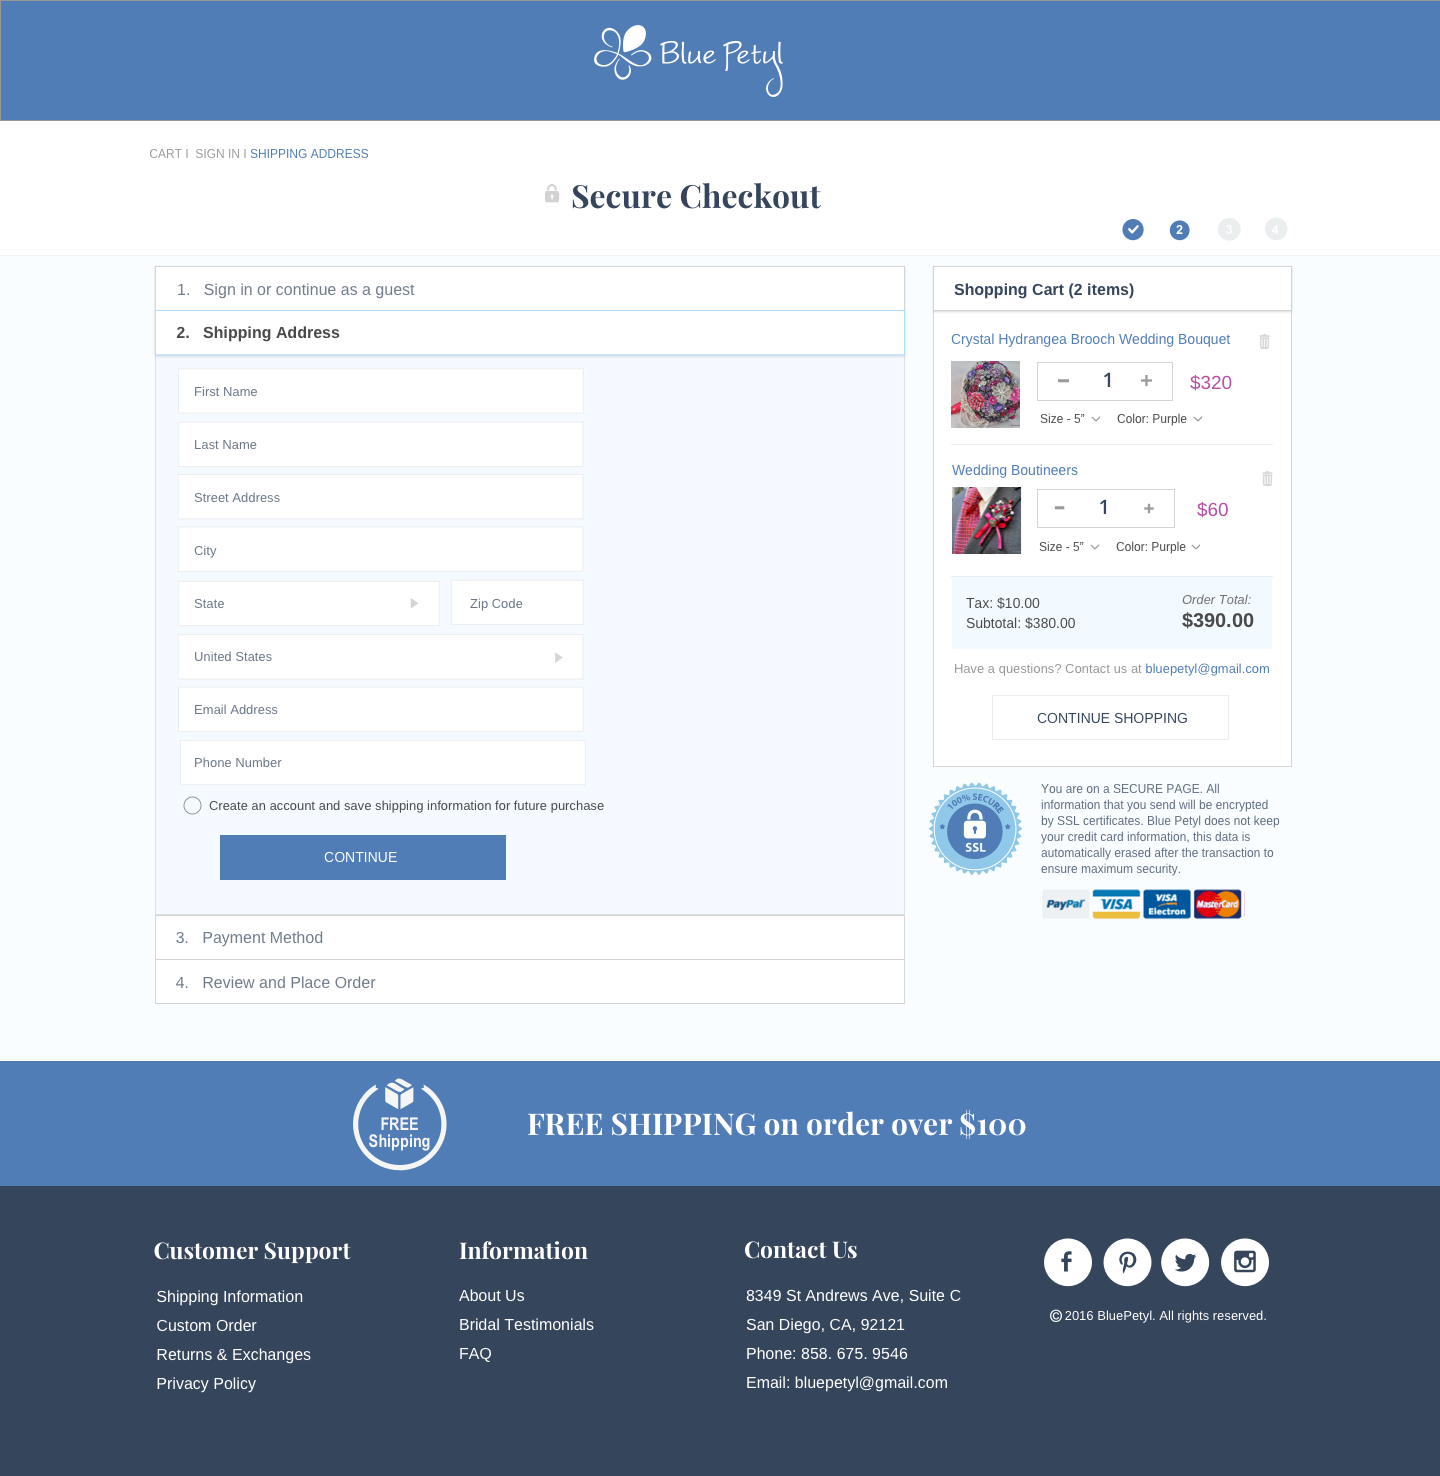 Blue Petyl
CART I  SIGN IN I SHIPPING ADDRESS
Secure Checkout
2 3 4
1. Sign in or continue as a guest
2. Shipping Address
First Name
Last Name
Street Address
City
State
Zip Code
United States
Email Address
Phone Number
Create an account and save shipping information for future purchase
CONTINUE
3. Payment Method
4. Review and Place Order
Shopping Cart (2 items)
Crystal Hydrangea Brooch Wedding Bouquet
1 $320
Size - 5” Color: Purple
Wedding Boutineers
1 $60
Size - 5” Color: Purple
Tax: $10.00
Subtotal: $380.00
Order Total:
$390.00
Have a questions? Contact us at bluepetyl@gmail.com
CONTINUE SHOPPING
100% SECURE
SSL
You are on a SECURE PAGE. All
information that you send will be encrypted
by SSL certificates. Blue Petyl does not keep
your credit card information, this data is
automatically erased after the transaction to
ensure maximum security.
PayPal VISA VISA Electron MasterCard
FREE
Shipping
FREE SHIPPING on order over $100
Customer Support
Shipping Information
Custom Order
Returns & Exchanges
Privacy Policy
Information
About Us
Bridal Testimonials
FAQ
Contact Us
8349 St Andrews Ave, Suite C
San Diego, CA, 92121
Phone: 858. 675. 9546
Email: bluepetyl@gmail.com
© 2016 BluePetyl. All rights reserved.